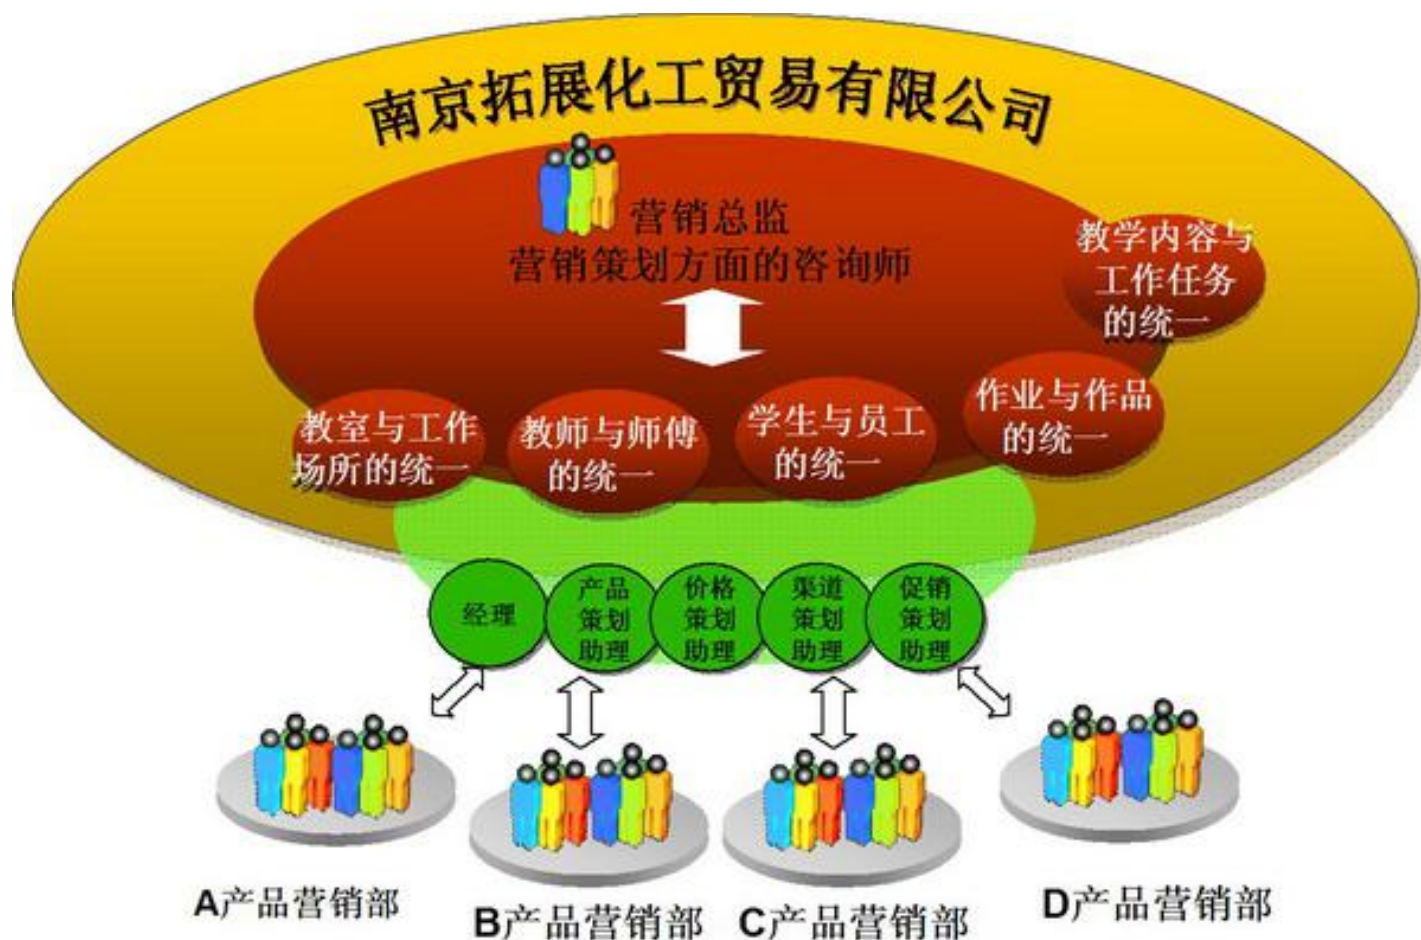 南京拓展化工贸易有限公司
营销总监
营销策划方面的咨询师
教学内容与
工作任务
的统一
作业与作品
的统一
学生与员工
的统一
教师与师傅
的统一
教室与工作
场所的统一
经理
产品
策划
助理
价格
策划
助理
渠道
策划
助理
促销
策划
助理
A产品营销部
B产品营销部
C产品营销部
D产品营销部